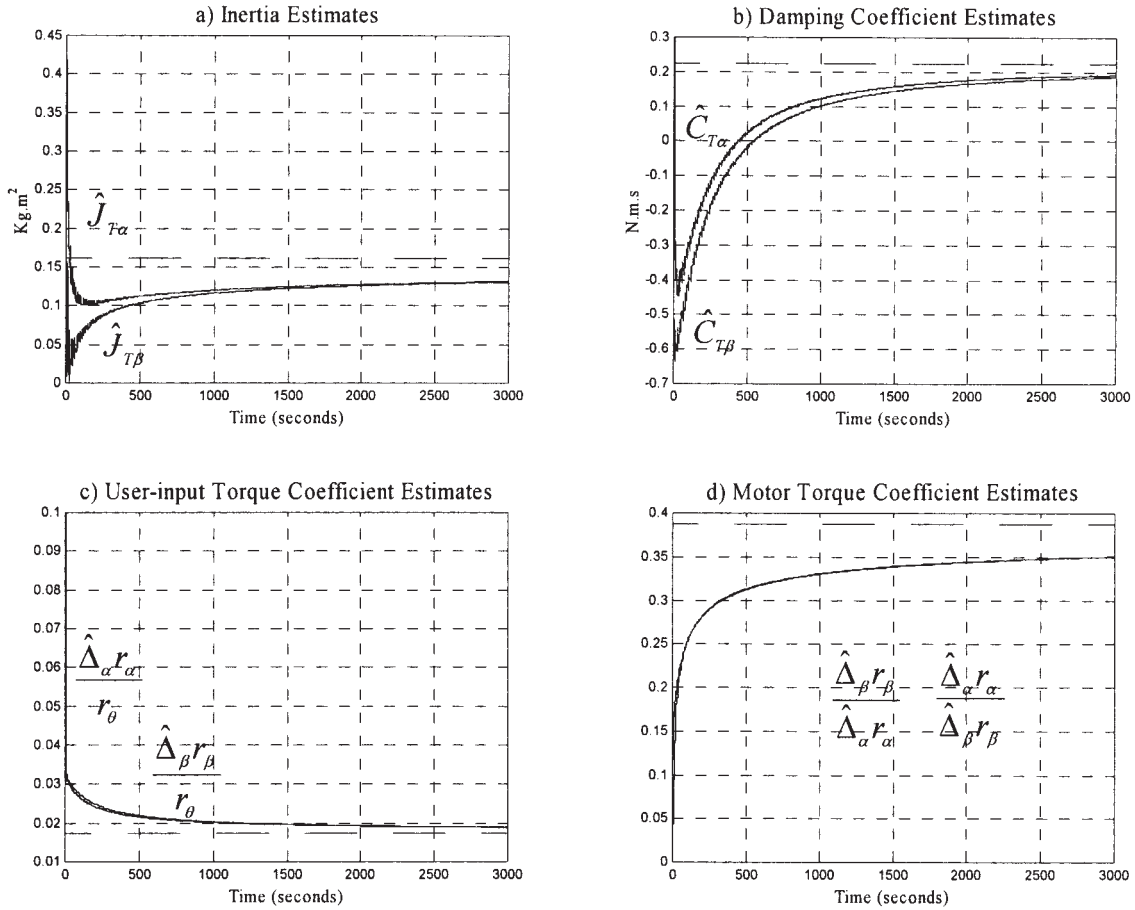 a) Inertia Estimates
0.45
0.4
0.35
0.3
0.25
0.2
0.15
0.1
0.05
0
Kg.m²
Ĵ_Tα
Ĵ_Tβ
0 500 1000 1500 2000 2500 3000
Time (seconds)
b) Damping Coefficient Estimates
0.3
0.2
0.1
0
-0.1
-0.2
-0.3
-0.4
-0.5
-0.6
-0.7
N.m.s
Ĉ_Tα
Ĉ_Tβ
0 500 1000 1500 2000 2500 3000
Time (seconds)
c) User-input Torque Coefficient Estimates
0.1
0.09
0.08
0.07
0.06
0.05
0.04
0.03
0.02
0.01
Δ̂_α r_α
r_θ
Δ̂_β r_β
r_θ
0 500 1000 1500 2000 2500 3000
Time (seconds)
d) Motor Torque Coefficient Estimates
0.4
0.35
0.3
0.25
0.2
0.15
0.1
0.05
0
Δ̂_β r_β Δ̂_α r_α
Δ̂_α r_α Δ̂_β r_β
0 500 1000 1500 2000 2500 3000
Time (seconds)